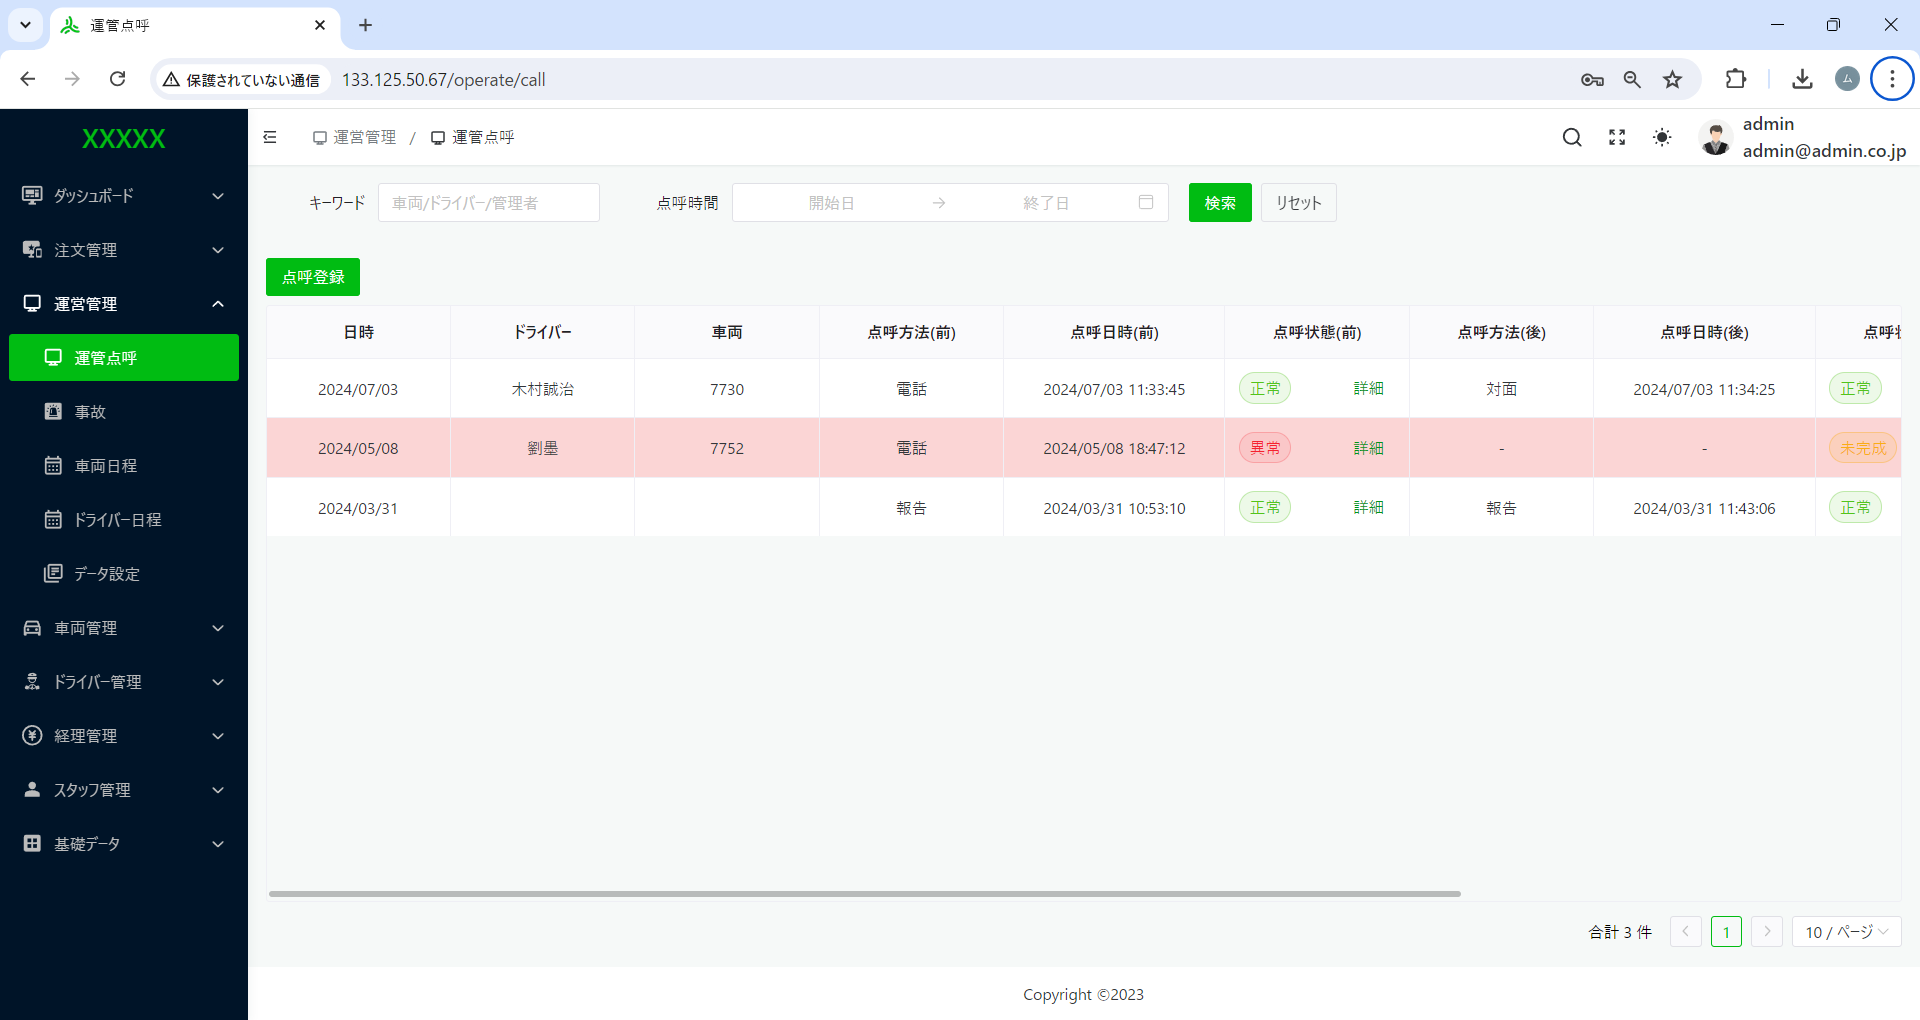 運管点呼
保護されていない通信 133.125.50.67/operate/call
ム
XXXXX
運営管理 / 運管点呼
admin
admin@admin.co.jp
ダッシュボード
注文管理
運営管理
運管点呼
事故
車両日程
ドライバー日程
データ設定
車両管理
ドライバー管理
経理管理
スタッフ管理
基礎データ
キーワード 車両/ドライバー/管理者 点呼時間 開始日 → 終了日 検索 リセット
点呼登録
日時 ドライバー 車両 点呼方法(前) 点呼日時(前) 点呼状態(前) 点呼方法(後) 点呼日時(後) 点呼
2024/07/03 木村誠治 7730 電話 2024/07/03 11:33:45 正常 詳細 対面 2024/07/03 11:34:25 正常
2024/05/08 劉墨 7752 電話 2024/05/08 18:47:12 異常 詳細 - - 未完成
2024/03/31 報告 2024/03/31 10:53:10 正常 詳細 報告 2024/03/31 11:43:06 正常
合計 3 件 1 10 / ページ
Copyright ©2023